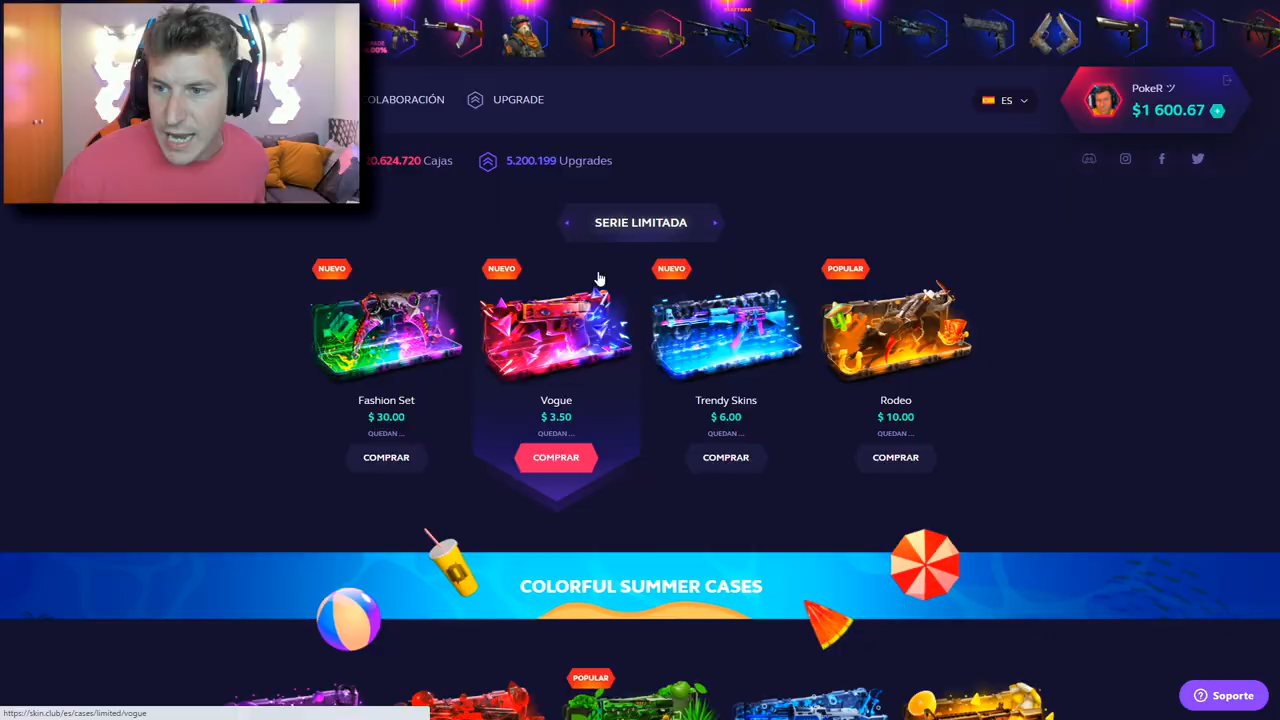 COLABORACIÓN
UPGRADE
ES
PokeR ツ
$1 600.67
20.624.720 Cajas
5.200.199 Upgrades
SERIE LIMITADA
NUEVO
NUEVO
NUEVO
POPULAR
Fashion Set
Vogue
Trendy Skins
Rodeo
$ 30.00
$ 3.50
$ 6.00
$ 10.00
QUEDAN ...
QUEDAN ...
QUEDAN ...
QUEDAN ...
COMPRAR
COMPRAR
COMPRAR
COMPRAR
COLORFUL SUMMER CASES
POPULAR
Soporte
https://skin.club/es/cases/limited/vogue